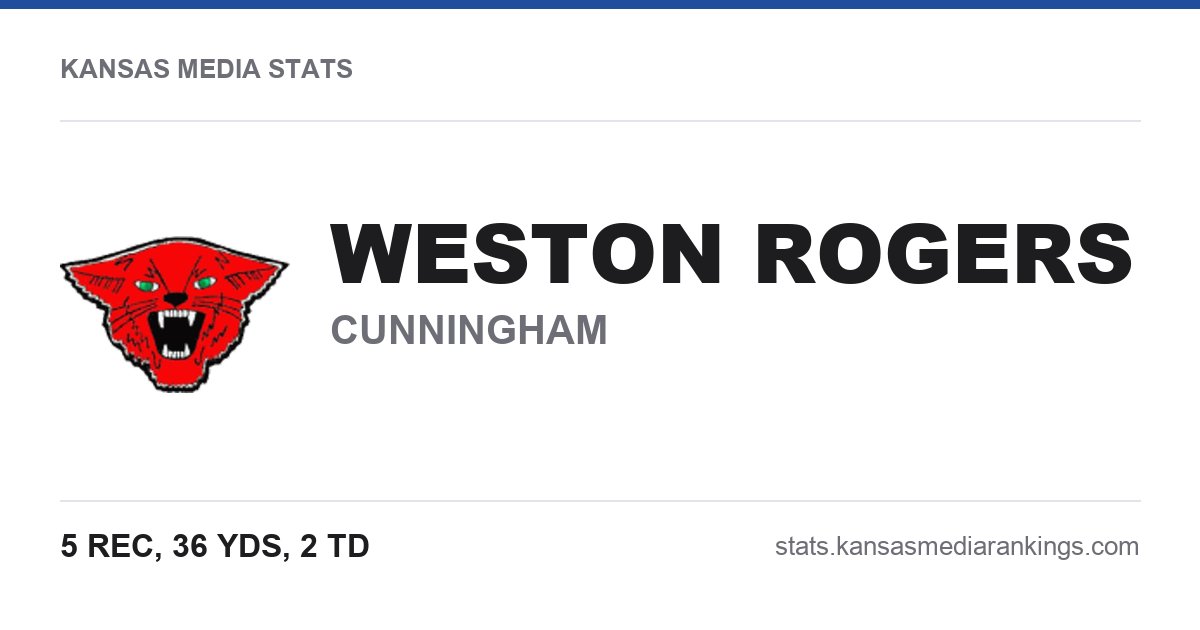 KANSAS MEDIA STATS
WESTON ROGERS
CUNNINGHAM
5 REC, 36 YDS, 2 TD
stats.kansasmediarankings.com